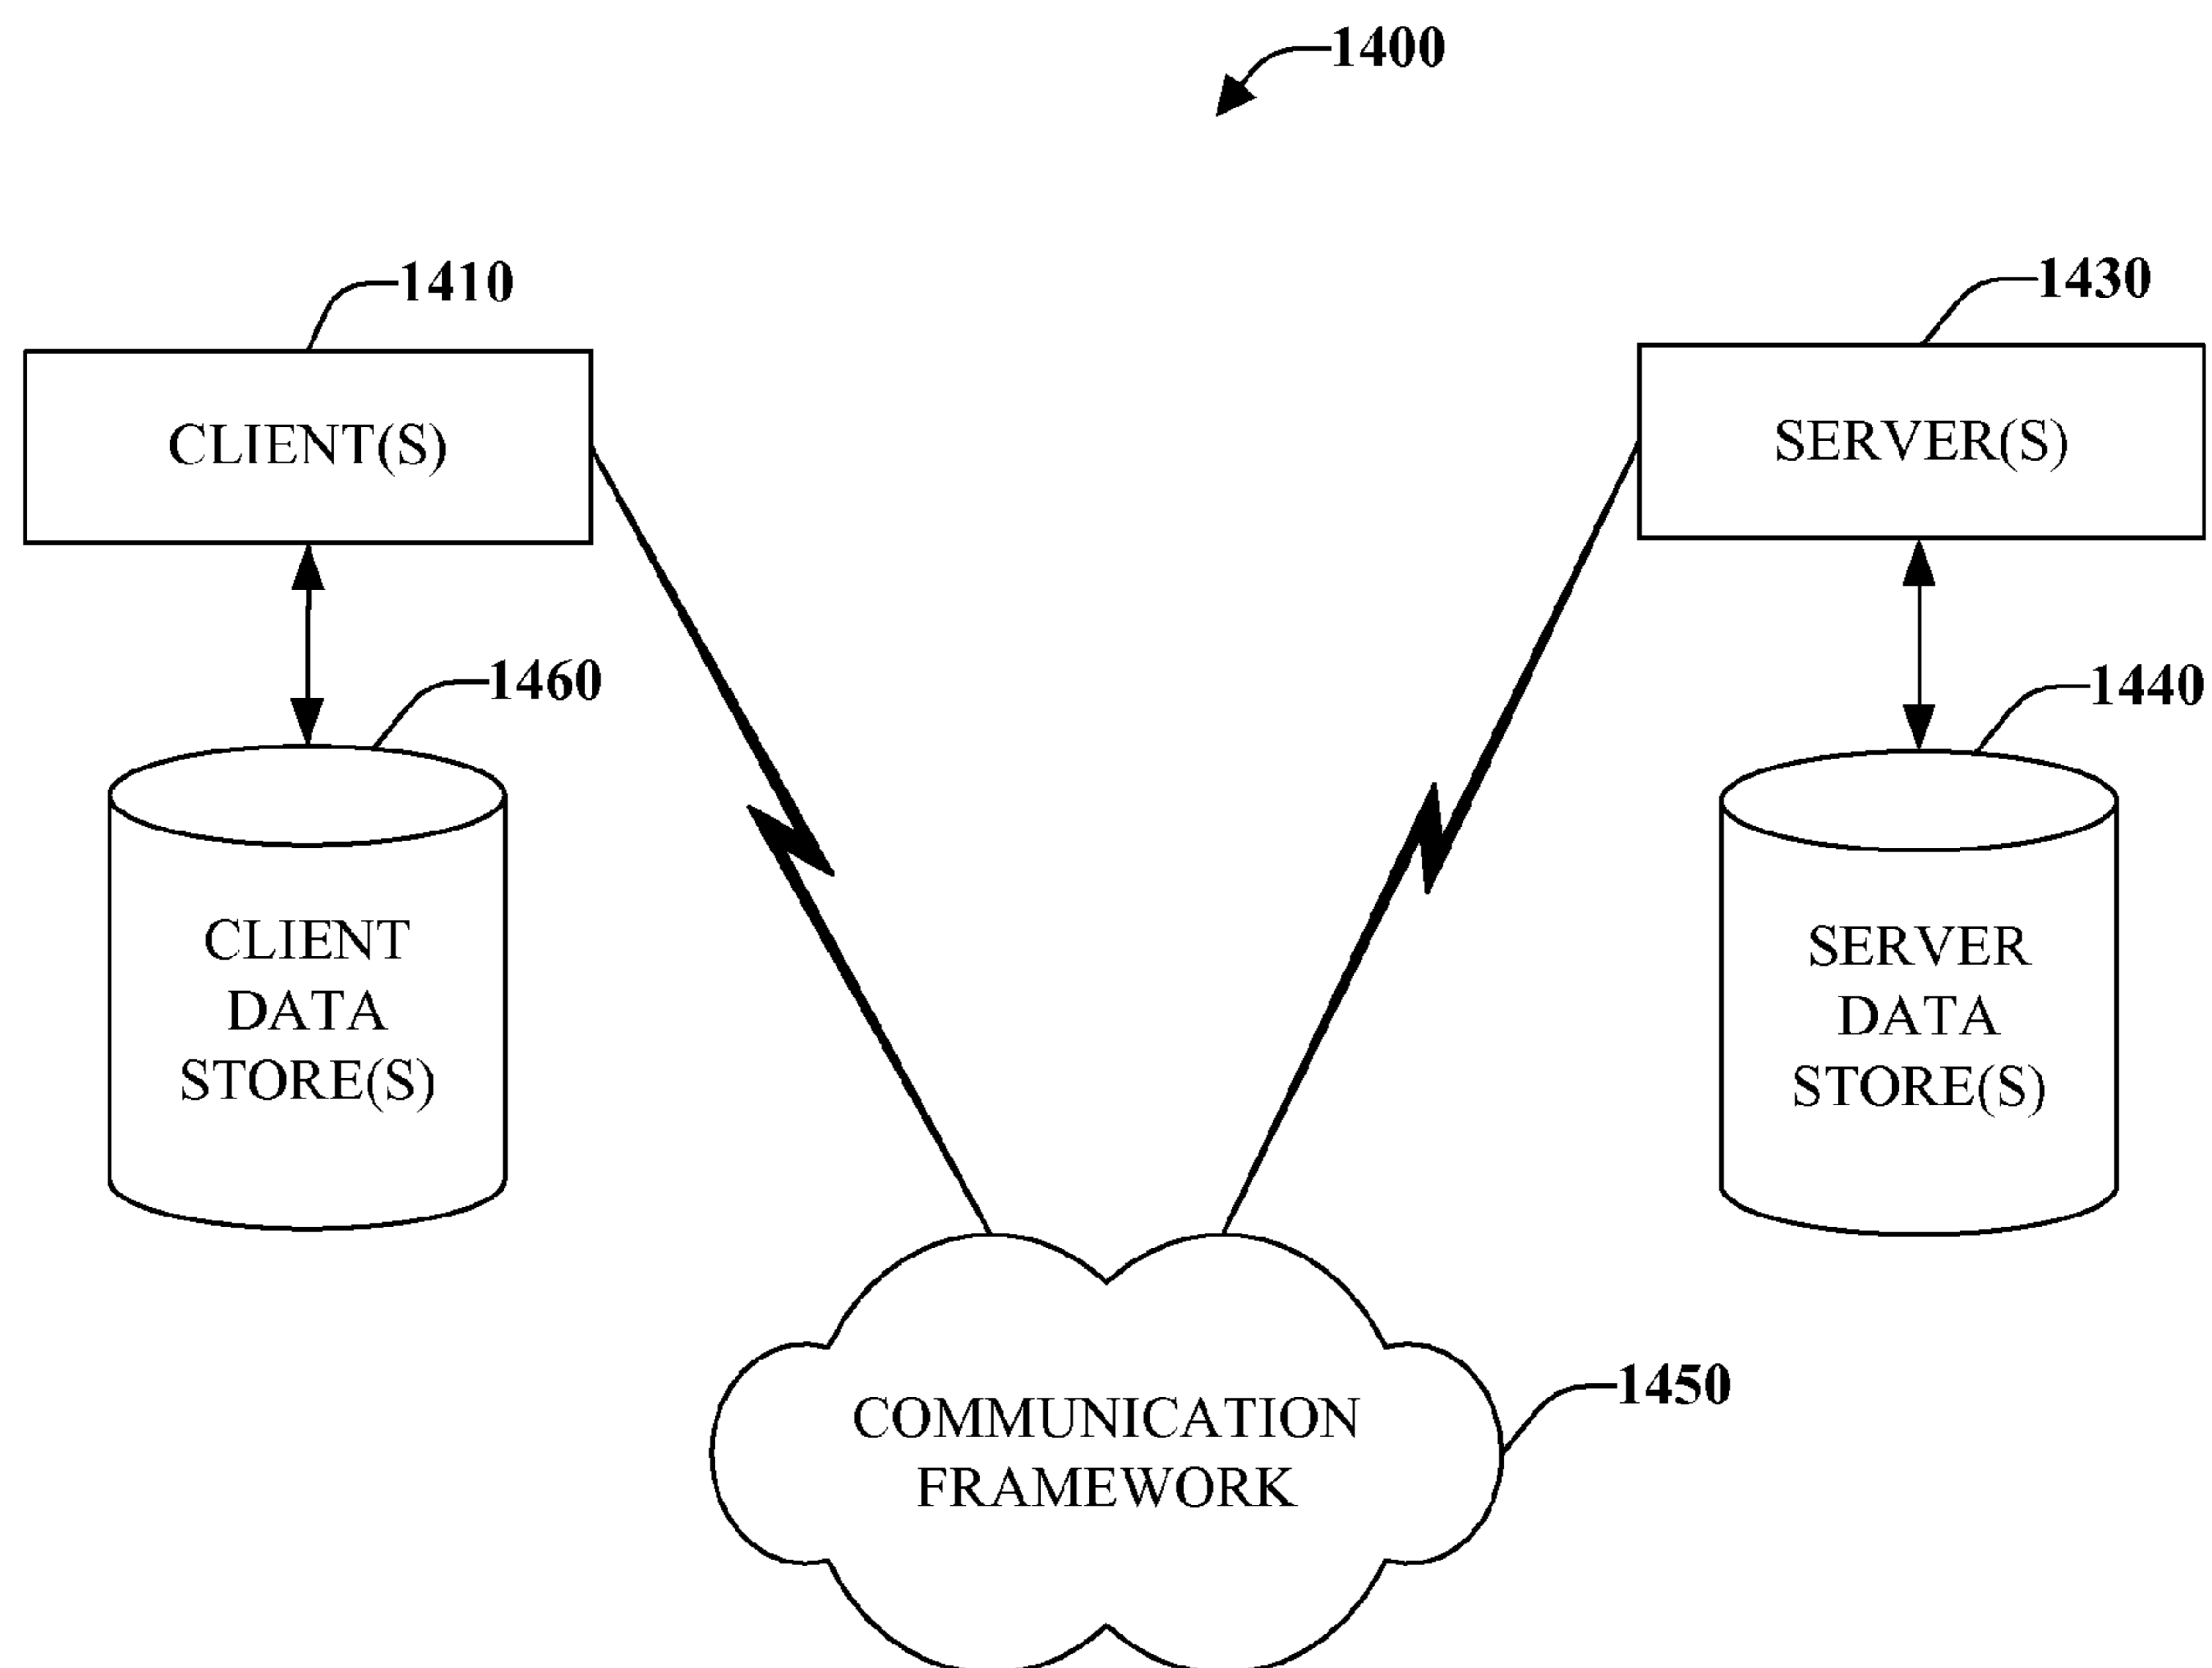 1400
1410
1430
CLIENT(S)
SERVER(S)
1460
1440
CLIENT
DATA
STORE(S)
SERVER
DATA
STORE(S)
1450
COMMUNICATION
FRAMEWORK